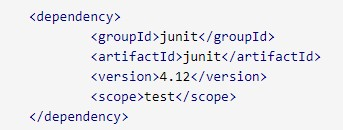 <dependency>
<groupId>junit</groupId>
<artifactId>junit</artifactId>
<version>4.12</version>
<scope>test</scope>
</dependency>